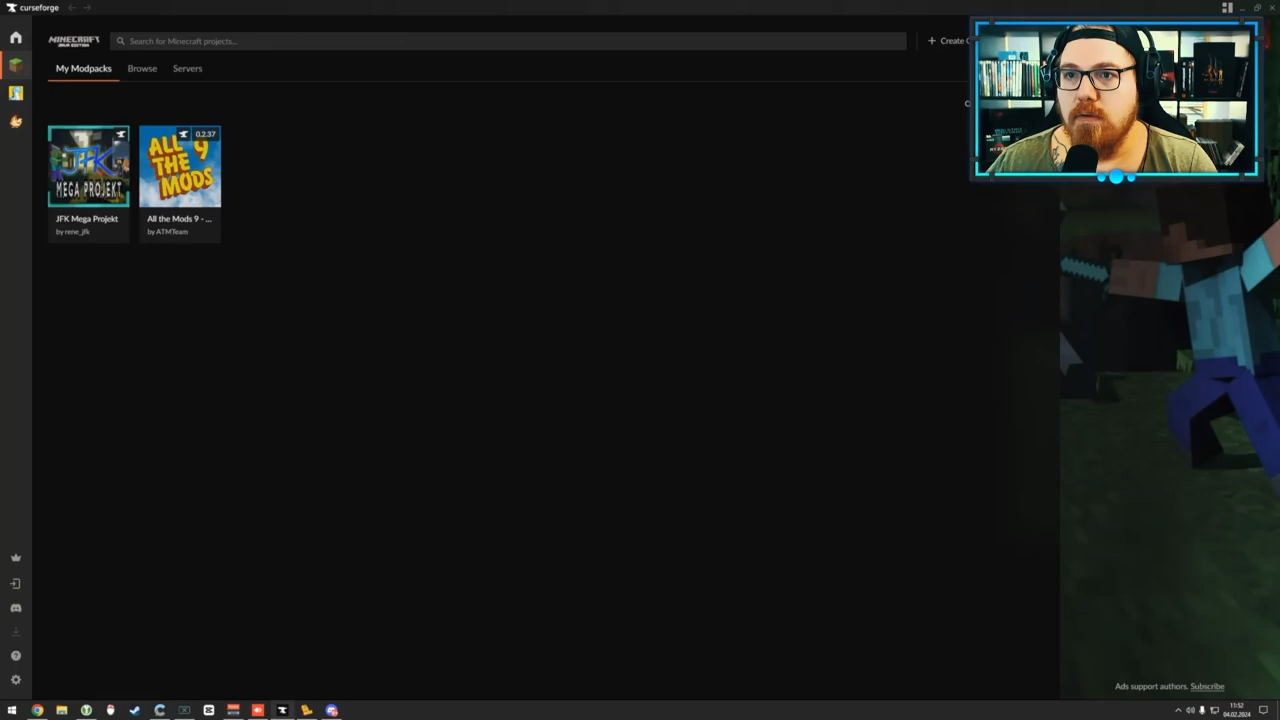 curseforge
MINECRAFT
JAVA EDITION
Search for Minecraft projects...
+ Create
My Modpacks
Browse
Servers
JFK
MEGA PROJEKT
0.2.37
ALL
THE 9
MODS
JFK Mega Projekt
by rene_jfk
All the Mods 9 - ...
by ATMTeam
Ads support authors. Subscribe
11:52
04.02.2024